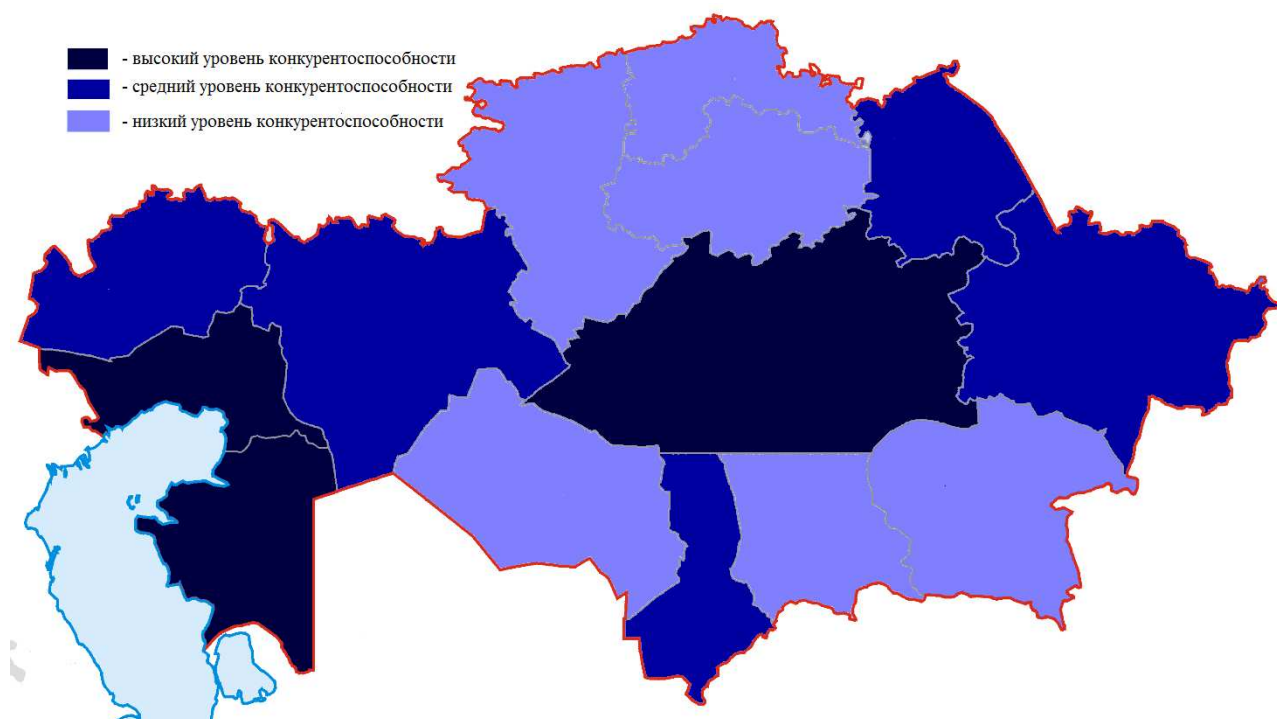 - высокий уровень конкурентоспособности
- средний уровень конкурентоспособности
- низкий уровень конкурентоспособности